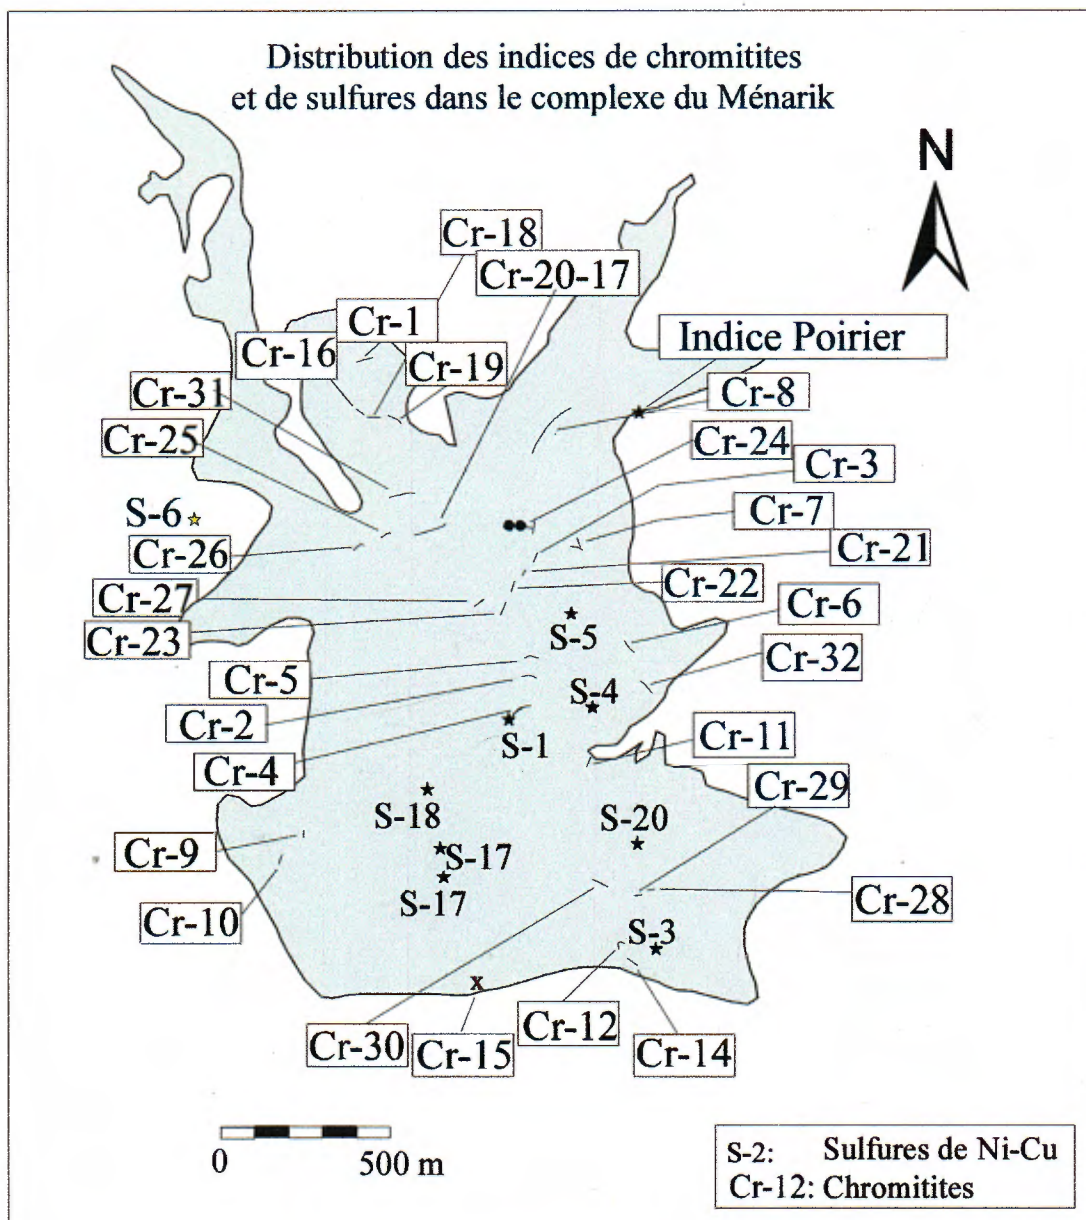 Distribution des indices de chromitites
et de sulfures dans le complexe du Ménarik
N
Cr-18
Cr-20-17
Cr-1
Indice Poirier
Cr-16
Cr-19
Cr-31
Cr-8
Cr-25
Cr-24
Cr-3
S-6
Cr-7
Cr-26
Cr-21
Cr-22
Cr-27
Cr-6
Cr-23
S-5
Cr-32
Cr-5
S-4
Cr-2
S-1
Cr-11
Cr-4
Cr-29
S-18
S-20
Cr-9
S-17
S-17
Cr-28
Cr-10
S-3
x
Cr-12
Cr-30
Cr-15
Cr-14
0 500 m
S-2: Sulfures de Ni-Cu
Cr-12: Chromitites